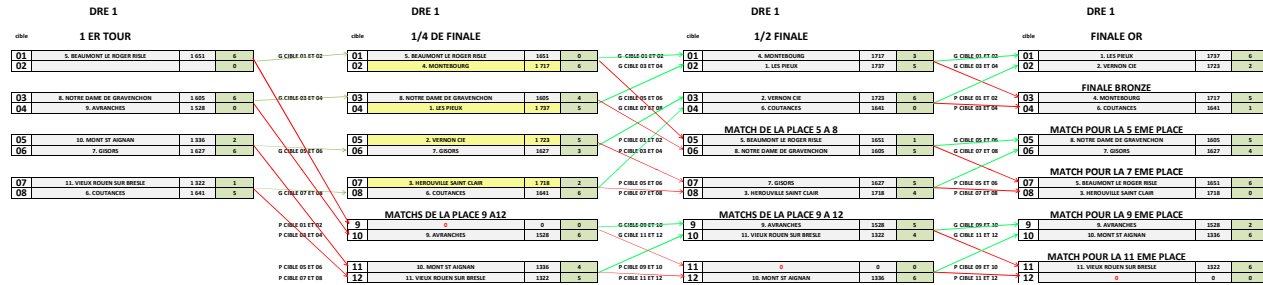 DRE 1
cible 1 ER TOUR
01 5. BEAUMONT LE ROGER RISLE 1 651 6
02 0
G CIBLE 01 ET 02
03 8. NOTRE DAME DE GRAVENCHON 1 605 6
04 9. AVRANCHES 1 528 0
G CIBLE 03 ET 04
05 10. MONT ST AIGNAN 1 336 2
06 7. GISORS 1 627 6
G CIBLE 05 ET 06
07 11. VIEUX ROUEN SUR BRESLE 1 322 1
08 6. COUTANCES 1 641 5
G CIBLE 07 ET 08
P CIBLE 01 ET 02
P CIBLE 03 ET 04
P CIBLE 05 ET 06
P CIBLE 07 ET 08
DRE 1
1/4 DE FINALE
01 5. BEAUMONT LE ROGER RISLE 1651 0
02 4. MONTEBOURG 1 717 6
03 8. NOTRE DAME DE GRAVENCHON 1605 4
04 1. LES PIEUX 1 737 5
05 2. VERNON CIE 1 723 5
06 7. GISORS 1627 3
07 3. HEROUVILLE SAINT CLAIR 1 718 2
08 6. COUTANCES 1641 6
MATCHS DE LA PLACE 9 A12
9 0 0 0
10 9. AVRANCHES 1528 6
11 10. MONT ST AIGNAN 1336 4
12 11. VIEUX ROUEN SUR BRESLE 1322 5
G CIBLE 01 ET 02
G CIBLE 03 ET 04
G CIBLE 05 ET 06
G CIBLE 07 ET 08
P CIBLE 01 ET 02
P CIBLE 03 ET 04
P CIBLE 05 ET 06
P CIBLE 07 ET 08
G CIBLE 09 ET 10
G CIBLE 11 ET 12
P CIBLE 09 ET 10
P CIBLE 11 ET 12
DRE 1
cible 1/2 FINALE
01 4. MONTEBOURG 1717 3
02 1. LES PIEUX 1737 5
03 2. VERNON CIE 1723 6
04 6. COUTANCES 1641 0
MATCH DE LA PLACE 5 A 8
05 5. BEAUMONT LE ROGER RISLE 1651 1
06 8. NOTRE DAME DE GRAVENCHON 1605 5
07 7. GISORS 1627 5
08 3. HEROUVILLE SAINT CLAIR 1718 4
MATCHS DE LA PLACE 9 A 12
9 9. AVRANCHES 1528 5
10 11. VIEUX ROUEN SUR BRESLE 1322 4
11 0 0 0
12 10. MONT ST AIGNAN 1336 6
G CIBLE 01 ET 02
G CIBLE 03 ET 04
P CIBLE 01 ET 02
P CIBLE 03 ET 04
G CIBLE 05 ET 06
G CIBLE 07 ET 08
P CIBLE 05 ET 06
P CIBLE 07 ET 08
G CIBLE 09 ET 10
G CIBLE 11 ET 12
P CIBLE 09 ET 10
P CIBLE 11 ET 12
DRE 1
cible FINALE OR
01 1. LES PIEUX 1737 6
02 2. VERNON CIE 1723 2
FINALE BRONZE
03 4. MONTEBOURG 1717 5
04 6. COUTANCES 1641 1
MATCH POUR LA 5 EME PLACE
05 8. NOTRE DAME DE GRAVENCHON 1605 5
06 7. GISORS 1627 4
MATCH POUR LA 7 EME PLACE
07 5. BEAUMONT LE ROGER RISLE 1651 6
08 3. HEROUVILLE SAINT CLAIR 1718 0
MATCH POUR LA 9 EME PLACE
9 9. AVRANCHES 1528 2
10 10. MONT ST AIGNAN 1336 6
MATCH POUR LA 11 EME PLACE
11 11. VIEUX ROUEN SUR BRESLE 1322 6
12 0 0 0